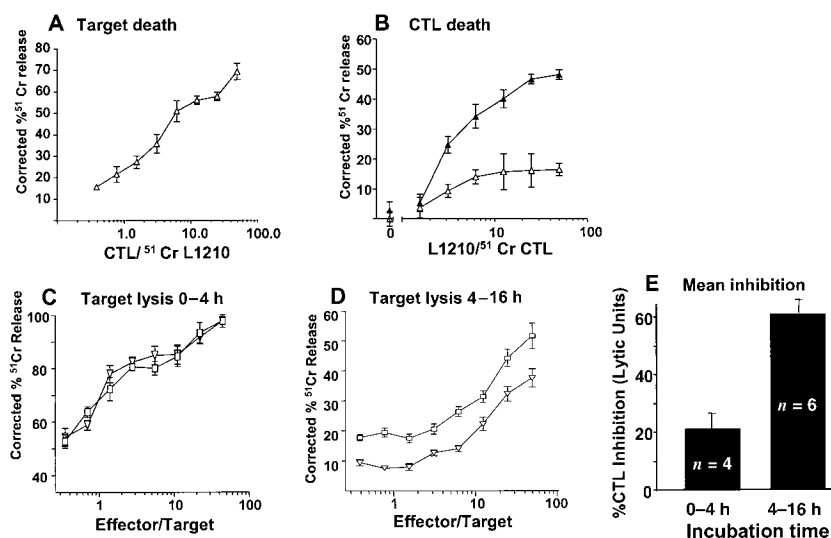 A Target death
Corrected %⁵¹ Cr release
80
70
60
50
40
30
20
10
1.0
10.0
100.0
CTL/ ⁵¹ Cr L1210
B CTL death
Corrected %⁵¹ Cr release
60
50
40
30
20
10
0
0
10
100
L1210/⁵¹ Cr CTL
C Target lysis 0–4 h
Corrected % ⁵¹Cr Release
100
80
60
40
1
10
100
Effector/Target
D Target lysis 4–16 h
Corrected % ⁵¹Cr Release
60
50
40
30
20
10
1
10
100
Effector/Target
E Mean inhibition
%CTL Inhibition (Lytic Units)
60
40
20
0
n = 4
n = 6
0–4 h
4–16 h
Incubation time